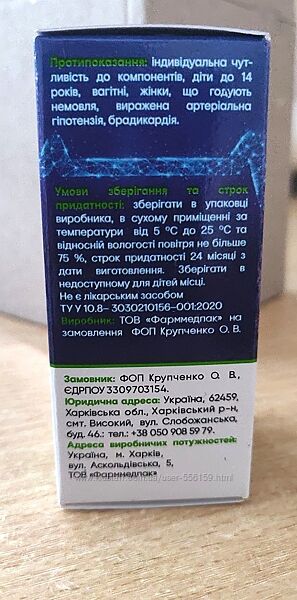 Протипоказання: індивідуальна чут-
ливість до компонентів, діти до 14
років, вагітні, жінки, що годують
немовля, виражена артеріальна
гіпотензія, брадикардія.
Умови зберігання та строк
придатності: зберігати в упаковці
виробника, в сухому приміщенні за
температури від 5 °С до 25 °С та
відносній вологості повітря не більше
75 %, строк придатності 24 місяці з
дати виготовлення. Зберігати в
недоступному для дітей місці.
Не є лікарським засобом
ТУ У 10.8- 3030210156-001:2020
Виробник: ТОВ «Фарммедпак» на
замовлення ФОП Крупченко О. В.
Замовник: ФОП Крупченко О. В.,
ЄДРПОУ 3309703154.
Юридична адреса: Україна, 62459,
Харківська обл., Харківський р-н,
смт. Високий, вул. Слобожанська,
буд. 46.: тел.: +38 050 908 59 79.
Адреса виробничих потужностей:
Україна, м. Харків,
вул. Аскольдівська, 5,
ТОВ «Фарммедпак»